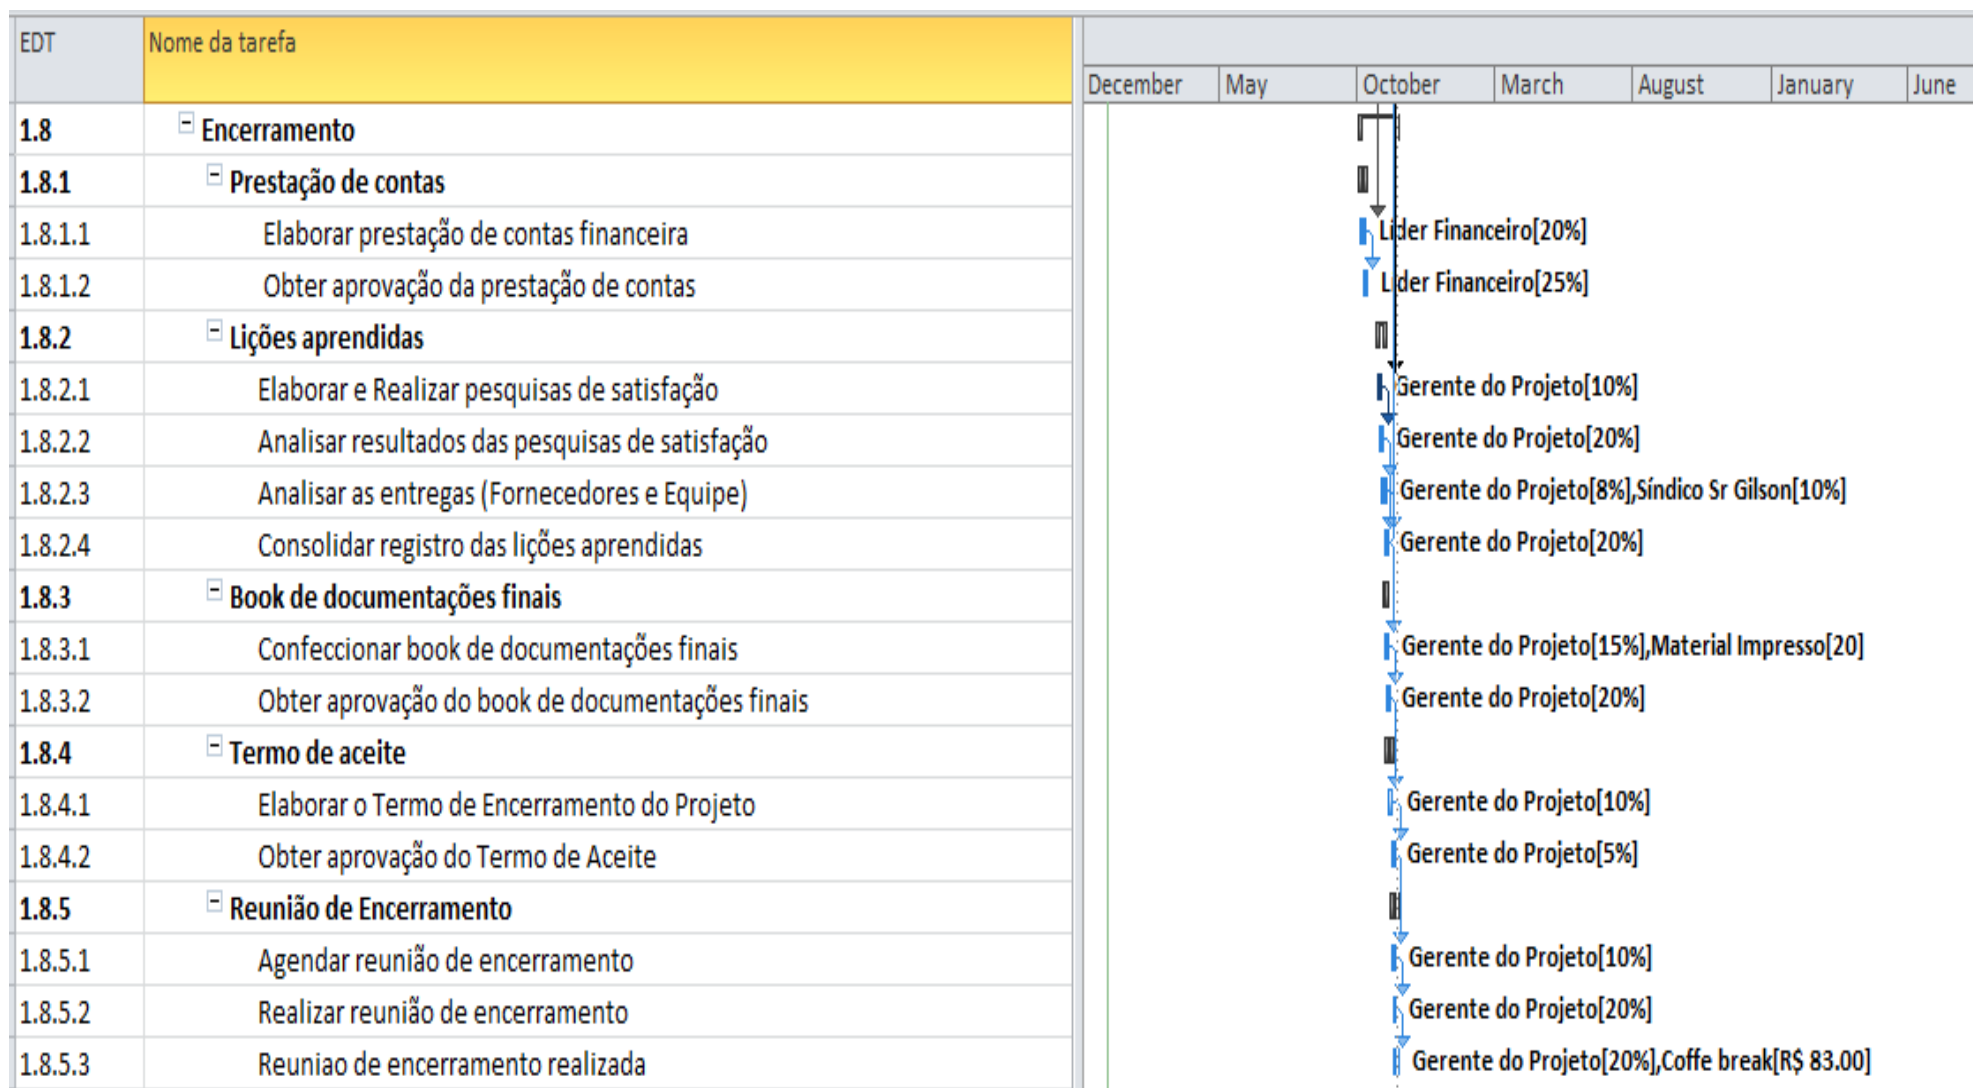 EDT Nome da tarefa
December May October March August January June
1.8 Encerramento
1.8.1 Prestação de contas
1.8.1.1 Elaborar prestação de contas financeira Líder Financeiro[20%]
1.8.1.2 Obter aprovação da prestação de contas Líder Financeiro[25%]
1.8.2 Lições aprendidas
1.8.2.1 Elaborar e Realizar pesquisas de satisfação Gerente do Projeto[10%]
1.8.2.2 Analisar resultados das pesquisas de satisfação Gerente do Projeto[20%]
1.8.2.3 Analisar as entregas (Fornecedores e Equipe) Gerente do Projeto[8%],Síndico Sr Gilson[10%]
1.8.2.4 Consolidar registro das lições aprendidas Gerente do Projeto[20%]
1.8.3 Book de documentações finais
1.8.3.1 Confeccionar book de documentações finais Gerente do Projeto[15%],Material Impresso[20]
1.8.3.2 Obter aprovação do book de documentações finais Gerente do Projeto[20%]
1.8.4 Termo de aceite
1.8.4.1 Elaborar o Termo de Encerramento do Projeto Gerente do Projeto[10%]
1.8.4.2 Obter aprovação do Termo de Aceite Gerente do Projeto[5%]
1.8.5 Reunião de Encerramento
1.8.5.1 Agendar reunião de encerramento Gerente do Projeto[10%]
1.8.5.2 Realizar reunião de encerramento Gerente do Projeto[20%]
1.8.5.3 Reuniao de encerramento realizada Gerente do Projeto[20%],Coffe break[R$ 83.00]